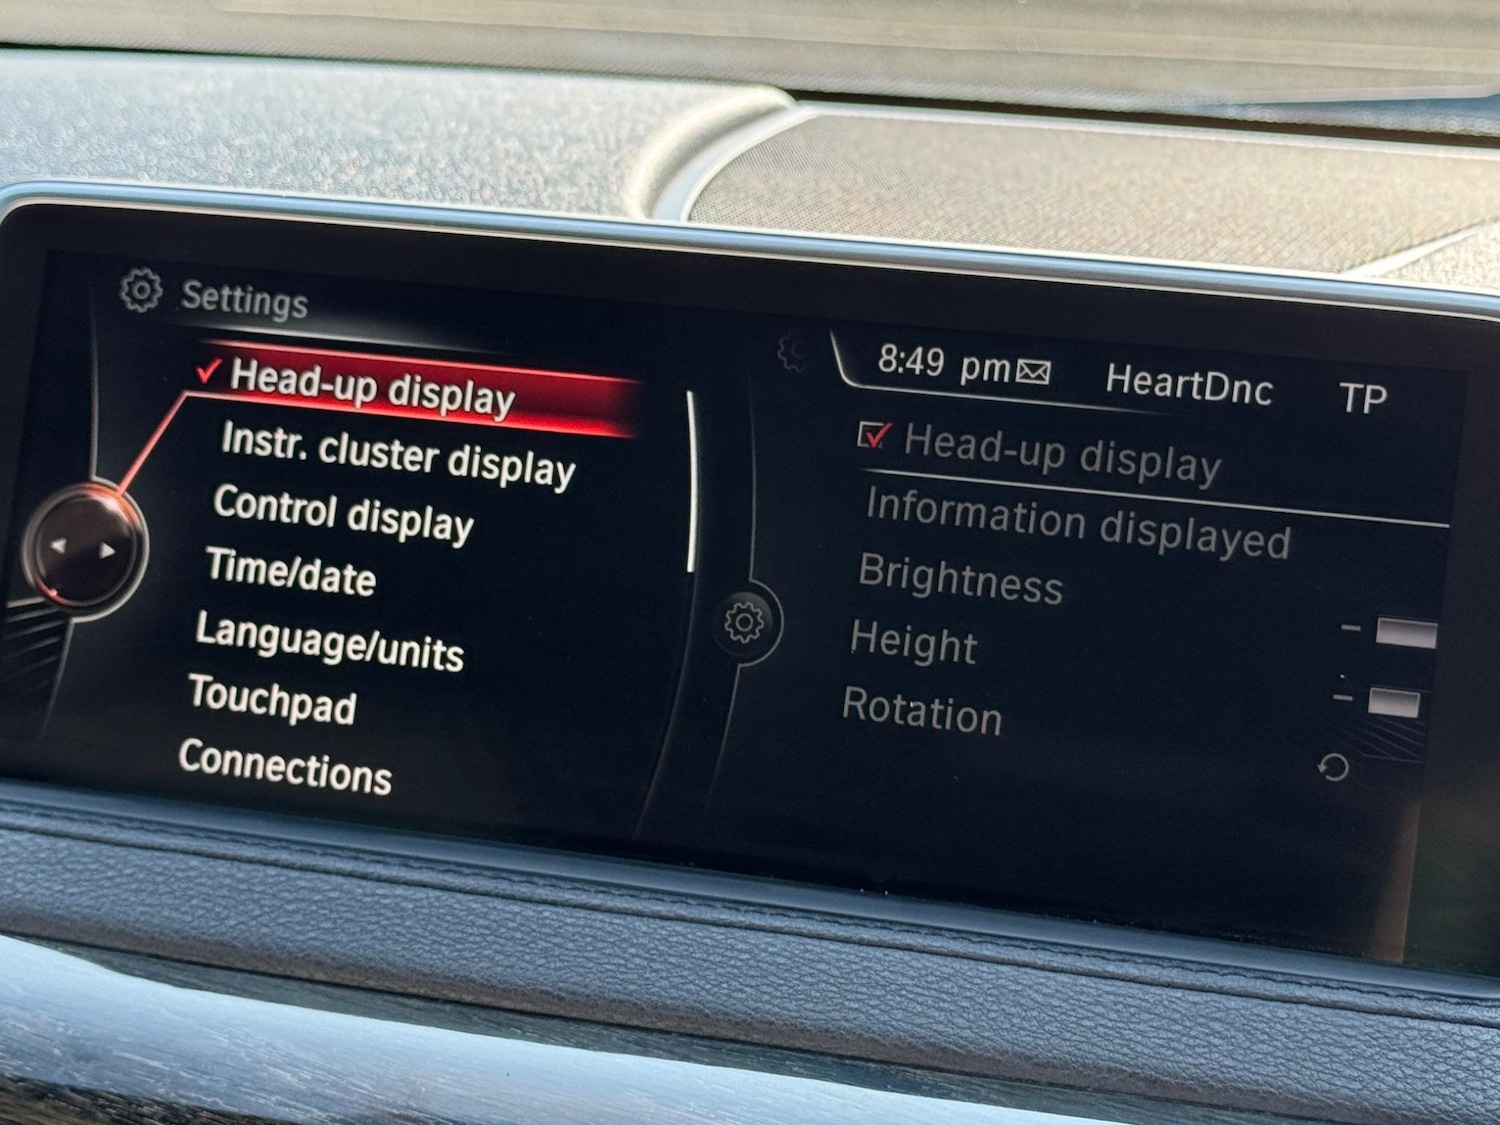 Settings
Head-up display
Instr. cluster display
Control display
Time/date
Language/units
Touchpad
Connections
8:49 pm HeartDnc TP
Head-up display
Information displayed
Brightness
Height
Rotation